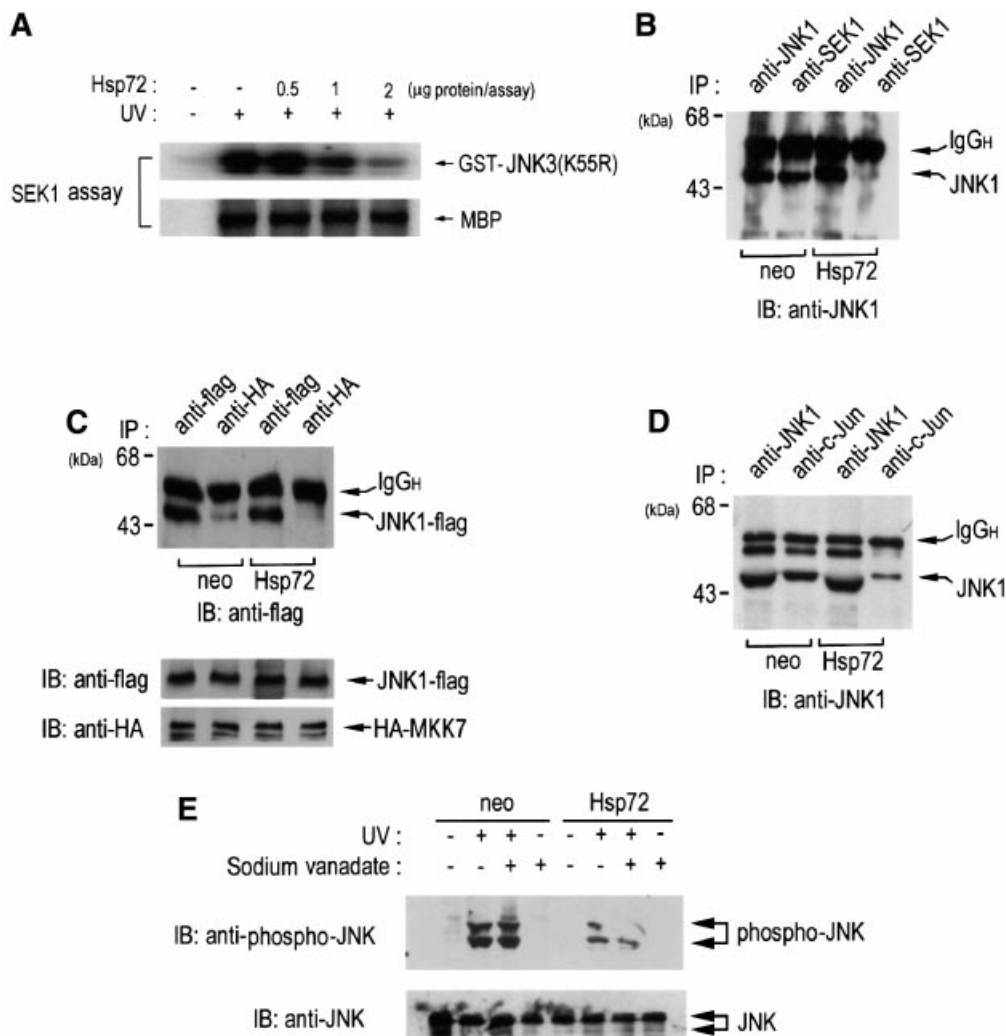 A
Hsp72 - - 0.5 1 2 (µg protein/assay)
UV : - + + + +
SEK1 assay
GST-JNK3(K55R)
MBP
B
IP : anti-JNK1 anti-SEK1 anti-JNK1 anti-SEK1
(kDa) 68
IgGH
43
JNK1
neo Hsp72
IB: anti-JNK1
C
IP : anti-flag anti-HA anti-flag anti-HA
(kDa) 68
IgGH
43
JNK1-flag
neo Hsp72
IB: anti-flag
IB: anti-flag JNK1-flag
IB: anti-HA HA-MKK7
D
IP : anti-JNK1 anti-c-Jun anti-JNK1 anti-c-Jun
(kDa) 68
IgGH
43
JNK1
neo Hsp72
IB: anti-JNK1
E
neo Hsp72
UV : - + + - - + + -
Sodium vanadate : - - + + - - + +
IB: anti-phospho-JNK phospho-JNK
IB: anti-JNK JNK